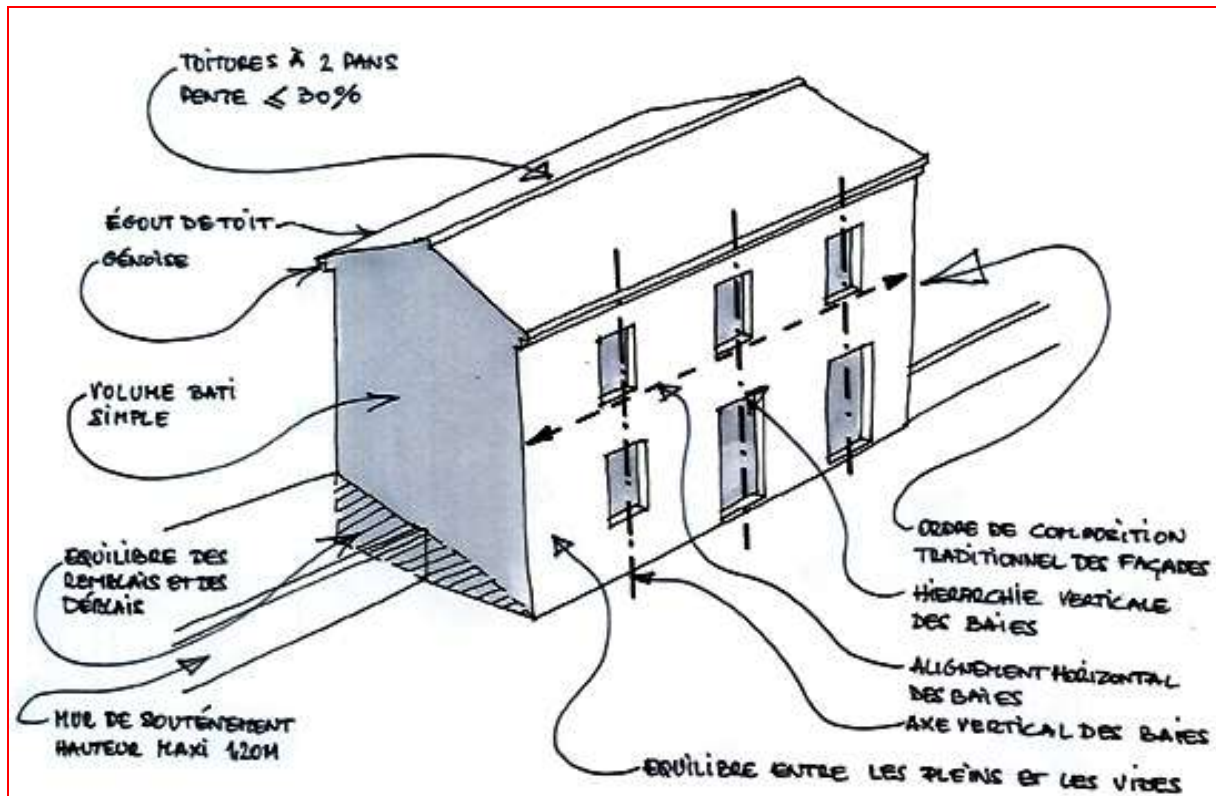 TOITURES À 2 PANS
PENTE ⩽ 30%
ÉGOUT DE TOIT
GÉNOISE
VOLUME BATI
SIMPLE
EQUILIBRE DES
REMBLAIS ET DES
DÉBLAIS
MUR DE SOUTÉNEMENT
HAUTEUR MAXI 1.20M
ORDRE DE COMPOSITION
TRADITIONNEL DES FAÇADES
HIERARCHIE VERTICALE
DES BAIES
ALIGNEMENT HORIZONTAL
DES BAIES
AXE VERTICAL DES BAIES
EQUILIBRE ENTRE LES PLEINS ET LES VIDES